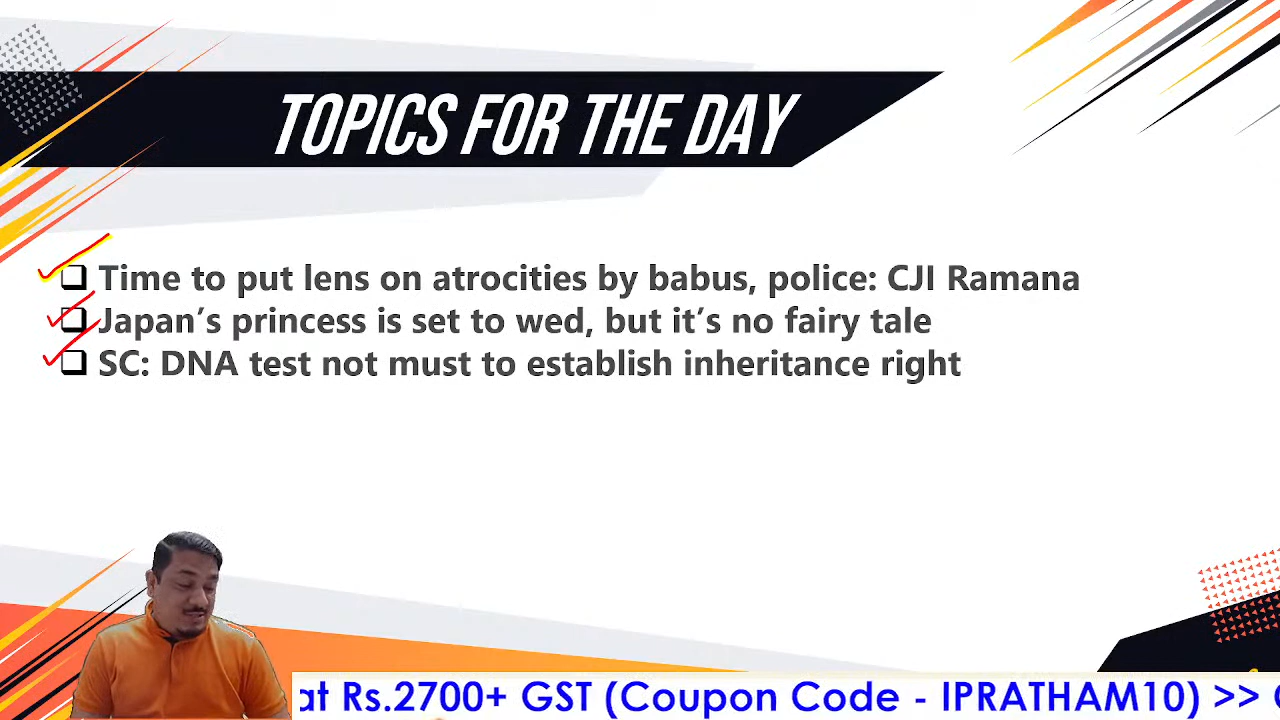 TOPICS FOR THE DAY
Time to put lens on atrocities by babus, police: CJI Ramana
Japan’s princess is set to wed, but it’s no fairy tale
SC: DNA test not must to establish inheritance right
at Rs.2700+ GST (Coupon Code - IPRATHAM10) >>